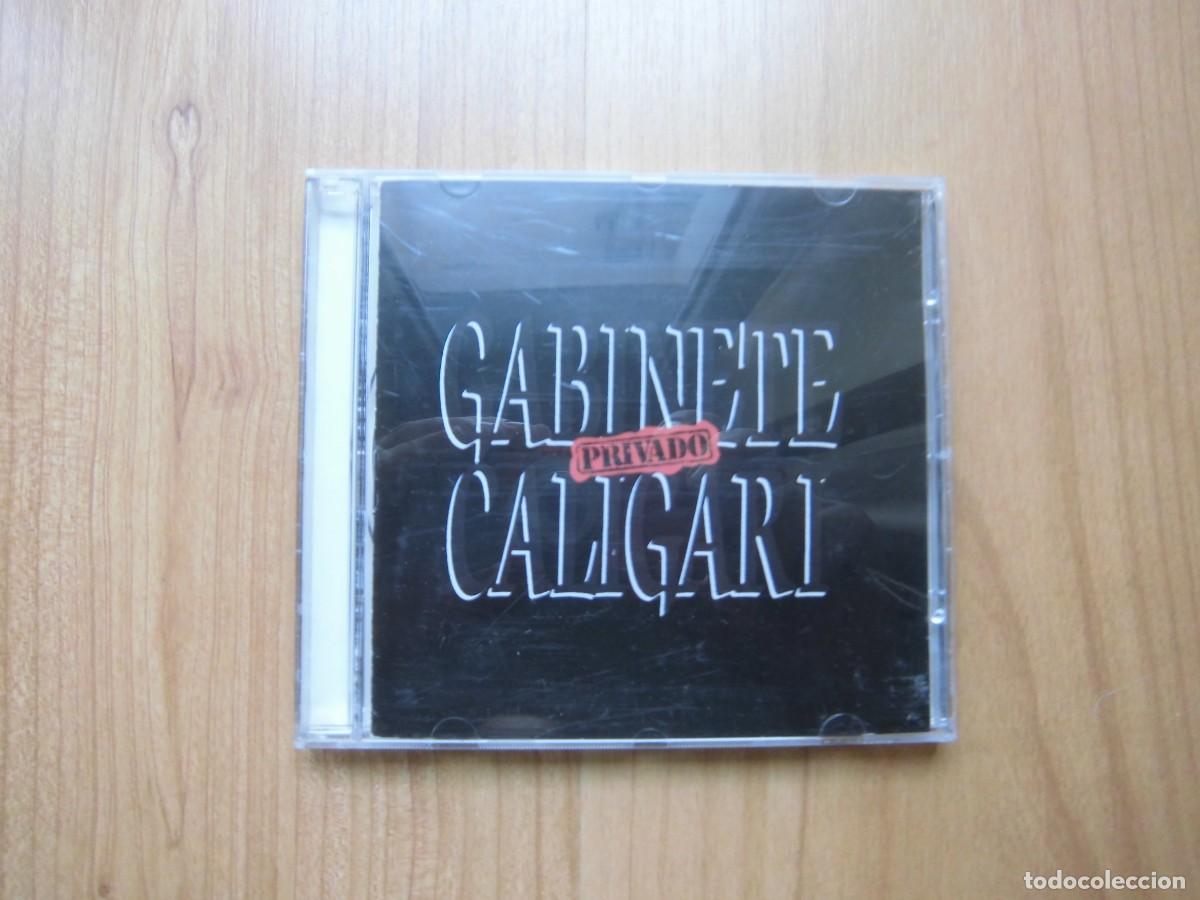 GABINETE
PRIVADO
CALIGARI
todocoleccion